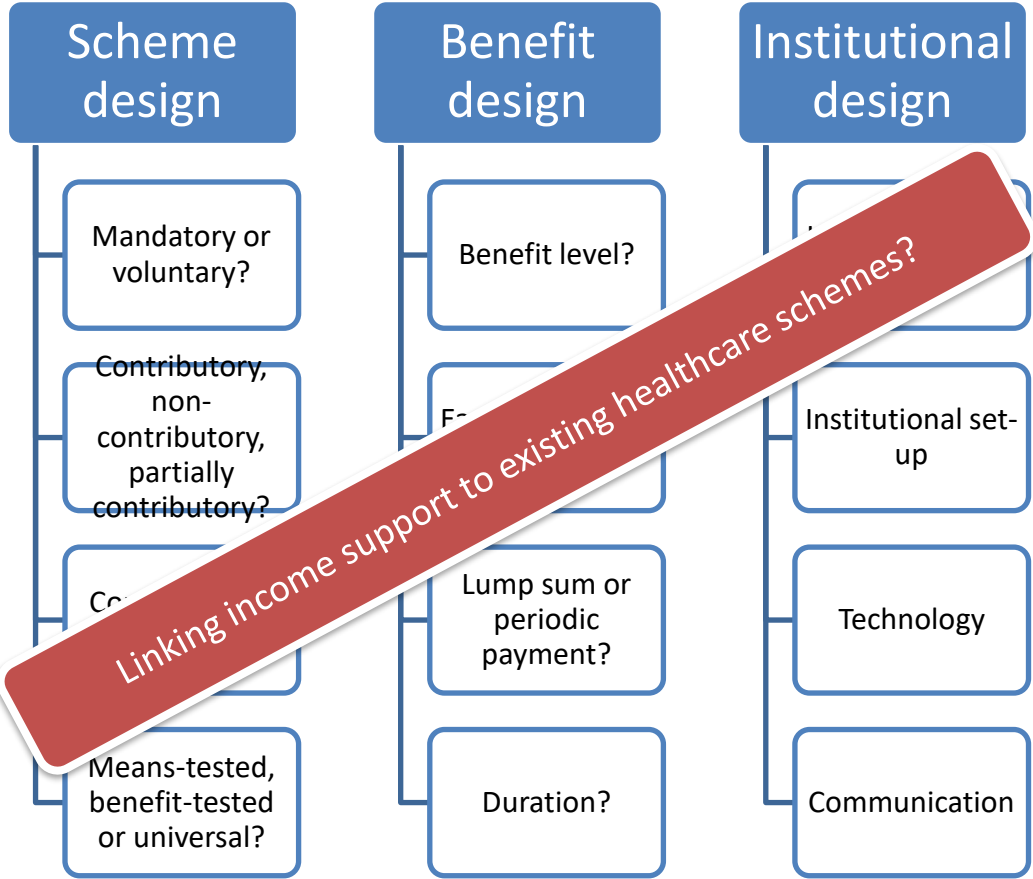 Scheme
design
Mandatory or
voluntary?
Contributory,
non-
contributory,
partially
contributory?
Means-tested,
benefit-tested
or universal?
Benefit
design
Benefit level?
Lump sum or
periodic
payment?
Duration?
Institutional
design
Institutional set-
up
Technology
Communication
Linking income support to existing healthcare schemes?